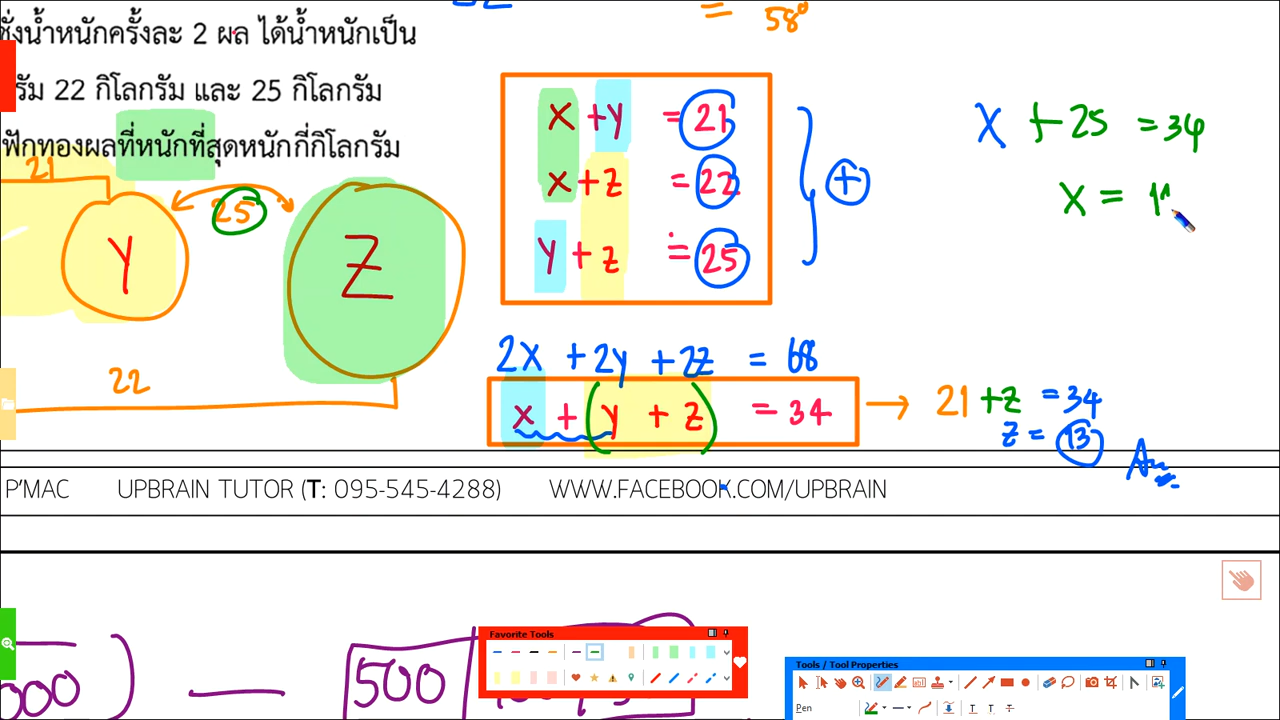 ชั่งน้ำหนักครั้งละ 2 ผล ได้น้ำหนักเป็น
รัม 22 กิโลกรัม และ 25 กิโลกรัม
ฟักทองผลที่หนักที่สุดหนักกี่กิโลกรัม
= 58°
21
25
Y
Z
22
x + y = 21
x + z = 22
y + z = 25
+
x + 25 = 34
x =
2x + 2y + 2z = 68
x + (y + z) = 34 → 21 + z = 34
z = 13 Ans
P'MAC UPBRAIN TUTOR (T: 095-545-4288) WWW.FACEBOOK.COM/UPBRAIN
) — 500
Favorite Tools
Tools / Tool Properties
Pen